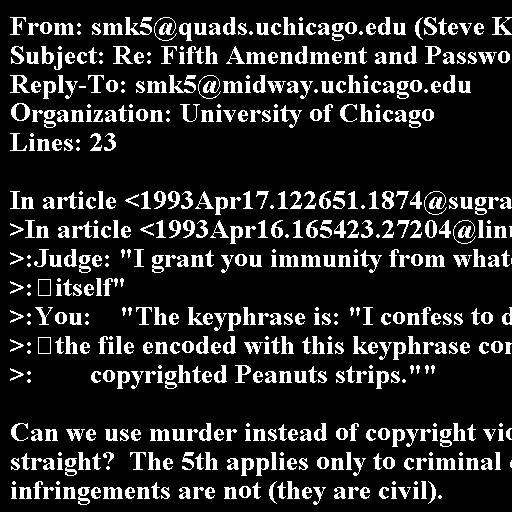 From: smk5@quads.uchicago.edu (Steve K
Subject: Re: Fifth Amendment and Passwo
Reply-To: smk5@midway.uchicago.edu
Organization: University of Chicago
Lines: 23

In article <1993Apr17.122651.1874@sugra
>In article <1993Apr16.165423.27204@linu
>:Judge: "I grant you immunity from what
>:□itself"
>:You:    "The keyphrase is: "I confess to d
>:□the file encoded with this keyphrase con
>:        copyrighted Peanuts strips.""

Can we use murder instead of copyright vio
straight?  The 5th applies only to criminal
infringements are not (they are civil).